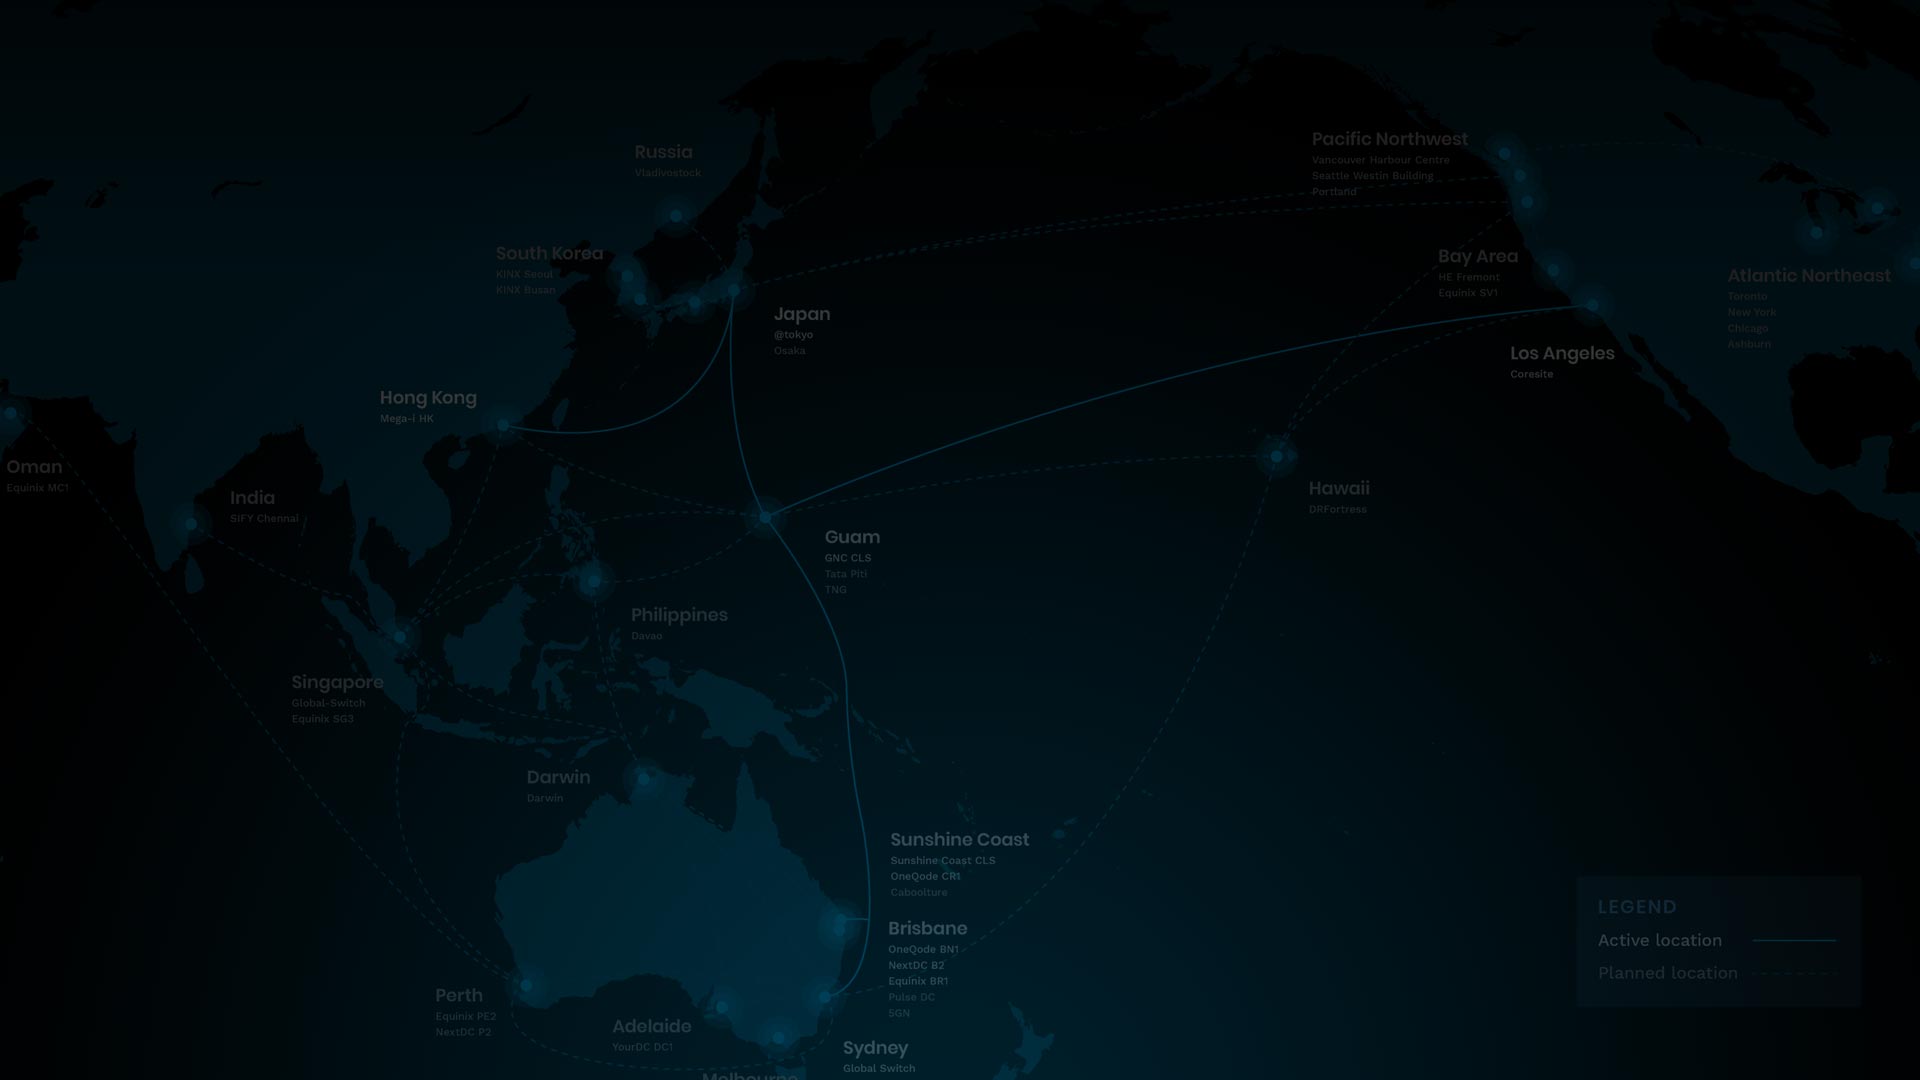 Russia
Vladivostock
Pacific Northwest
Vancouver Harbour Centre
Seattle Westin Building
Portland
South Korea
KINX Seoul
KINX Busan
Bay Area
HE Fremont
Equinix SV1
Atlantic Northeast
Toronto
New York
Chicago
Ashburn
Japan
@tokyo
Osaka
Los Angeles
Coresite
Hong Kong
Mega-i HK
Oman
Equinix MC1
India
SIFY Chennai
Hawaii
DRFortress
Guam
GNC CLS
Tata Piti
TNG
Philippines
Davao
Singapore
Global-Switch
Equinix SG3
Darwin
Darwin
Sunshine Coast
Sunshine Coast CLS
OneQode CR1
Caboolture
Brisbane
OneQode BN1
NextDC B2
Equinix BR1
Pulse DC
SGN
LEGEND
Active location
Planned location
Perth
Equinix PE2
NextDC P2
Adelaide
YourDC DC1
Sydney
Global Switch
Melbourne